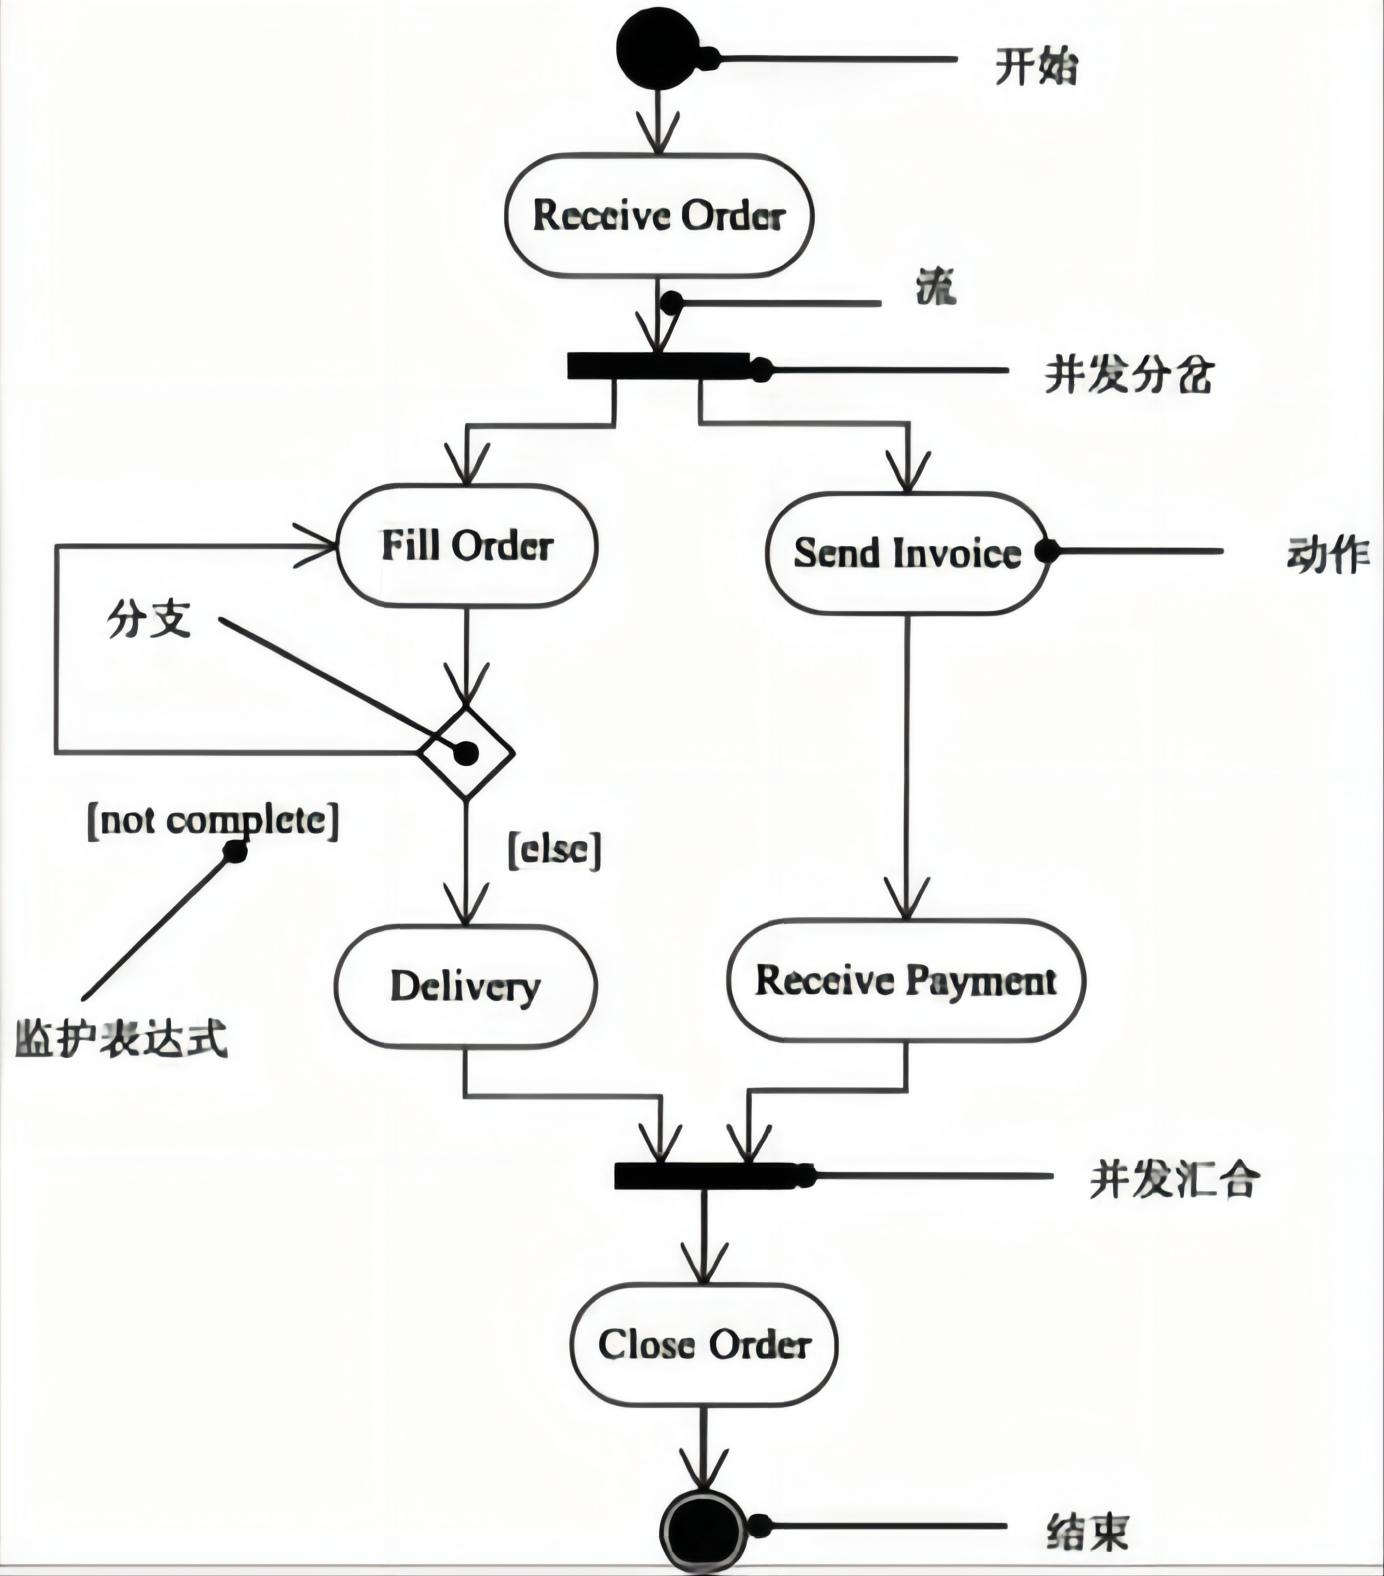 开始
Receive Order
流
并发分岔
Fill Order
Send Invoice
动作
分支
[not complete]
[else]
Delivery
Receive Payment
监护表达式
并发汇合
Close Order
结束